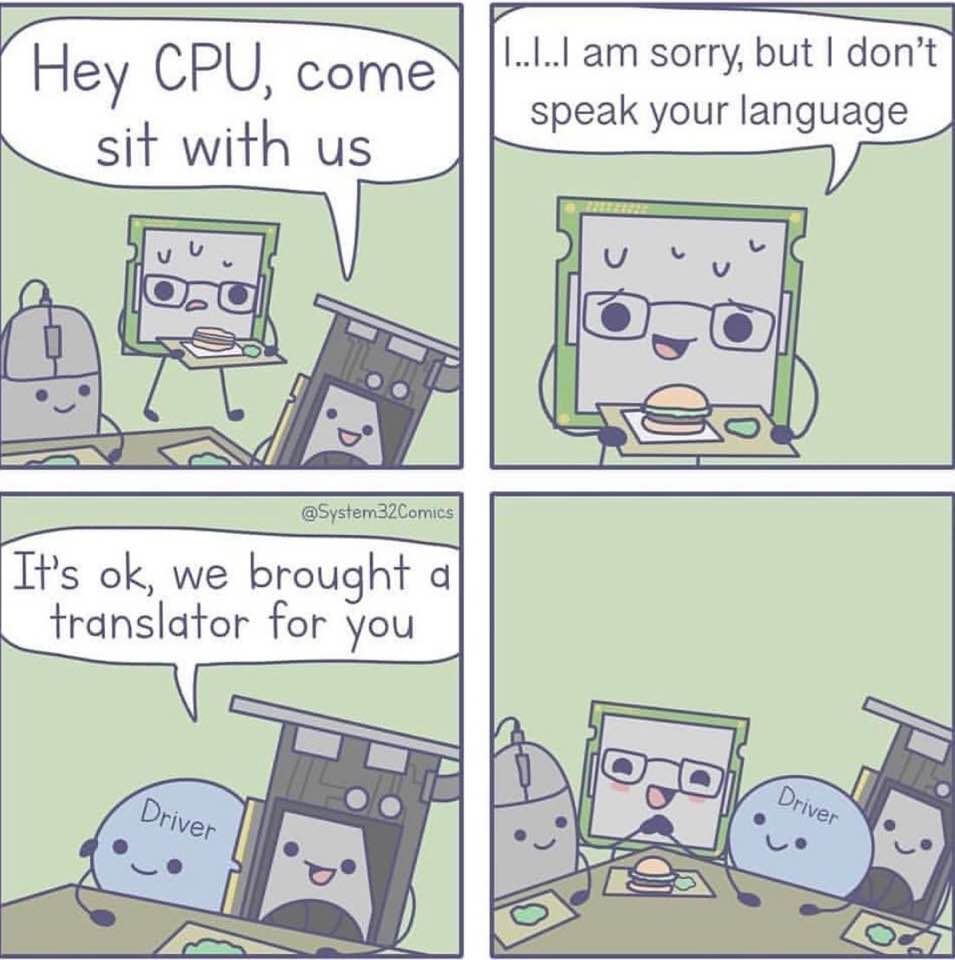 Hey CPU, come
sit with us
I..I..I am sorry, but I don't
speak your language
@System32Comics
It's ok, we brought a
translator for you
Driver
Driver